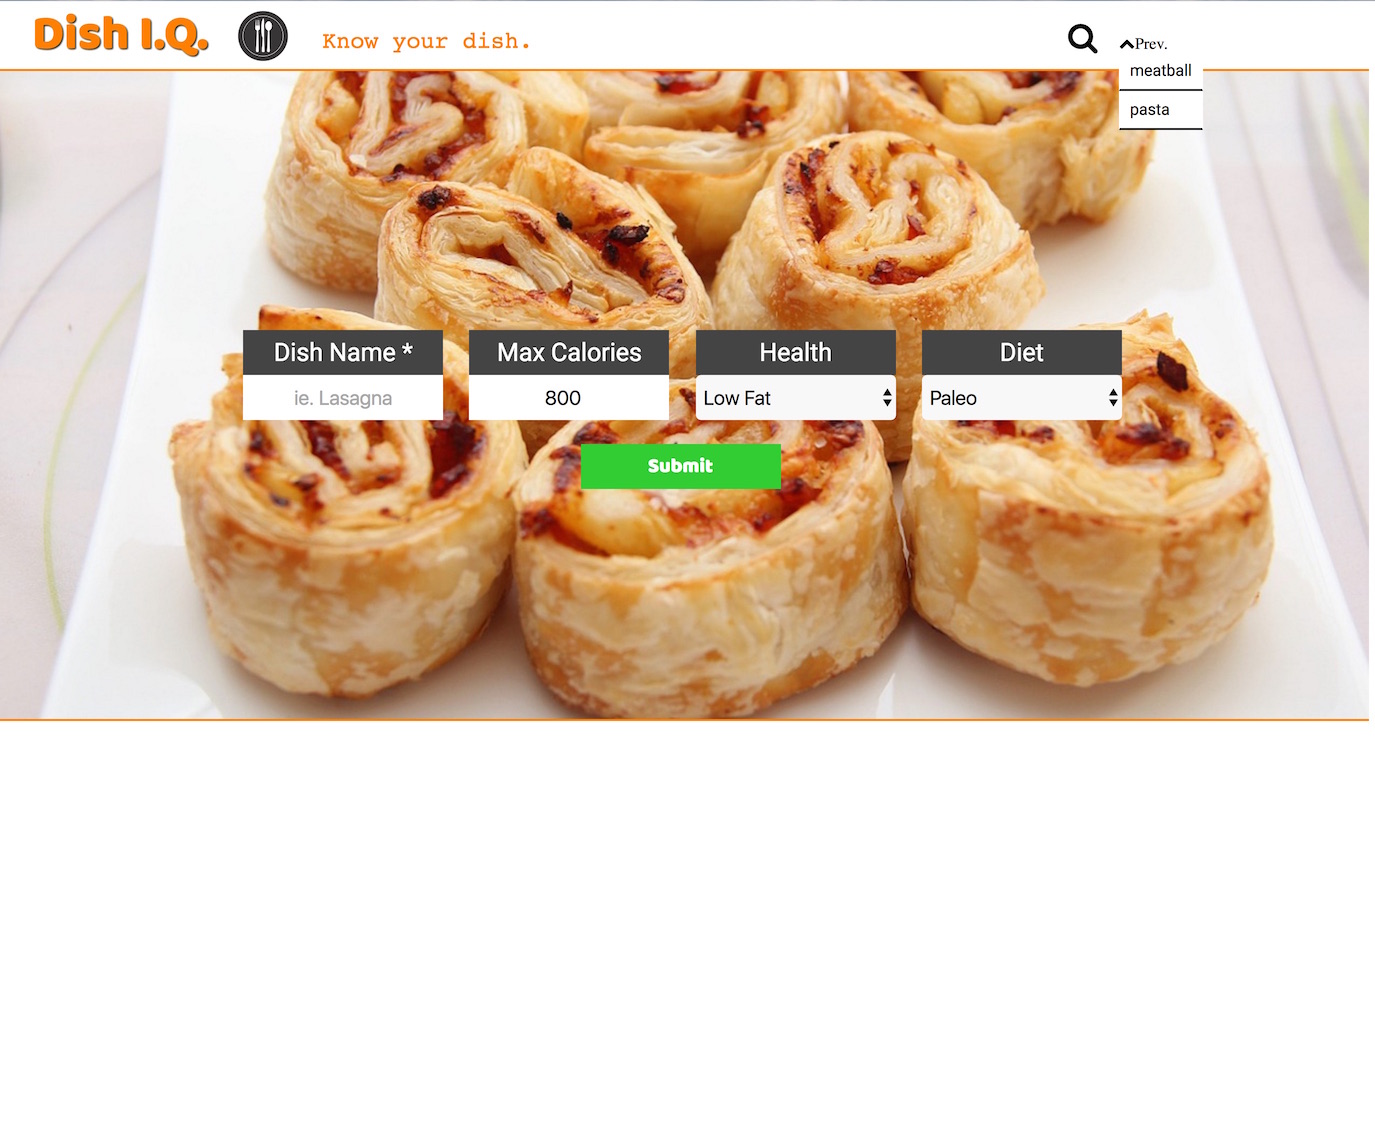 Dish I.Q.
Know your dish.
Prev.
meatball
pasta
Dish Name * Max Calories Health Diet
ie. Lasagna 800 Low Fat Paleo
Submit